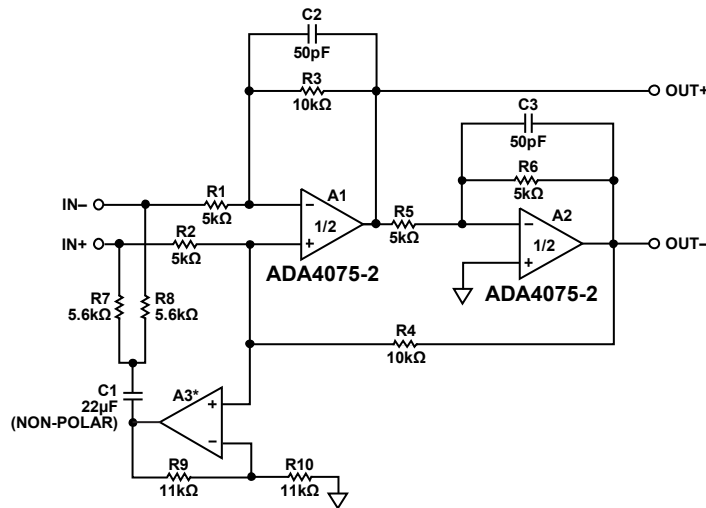 C2
50pF
R3
10kΩ
OUT+
C3
50pF
R6
5kΩ
IN–
R1
5kΩ
A1
–
1/2
+
R5
5kΩ
A2
–
1/2
+
OUT–
IN+
R2
5kΩ
ADA4075-2
ADA4075-2
R7
5.6kΩ
R8
5.6kΩ
R4
10kΩ
C1
22µF
(NON-POLAR)
A3*
+
–
R9
11kΩ
R10
11kΩ